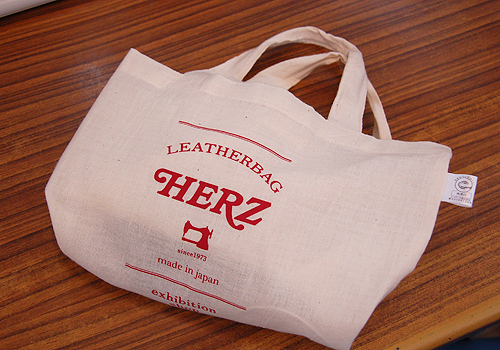 LEATHERBAG
HERZ
since1973
made in japan
exhibition